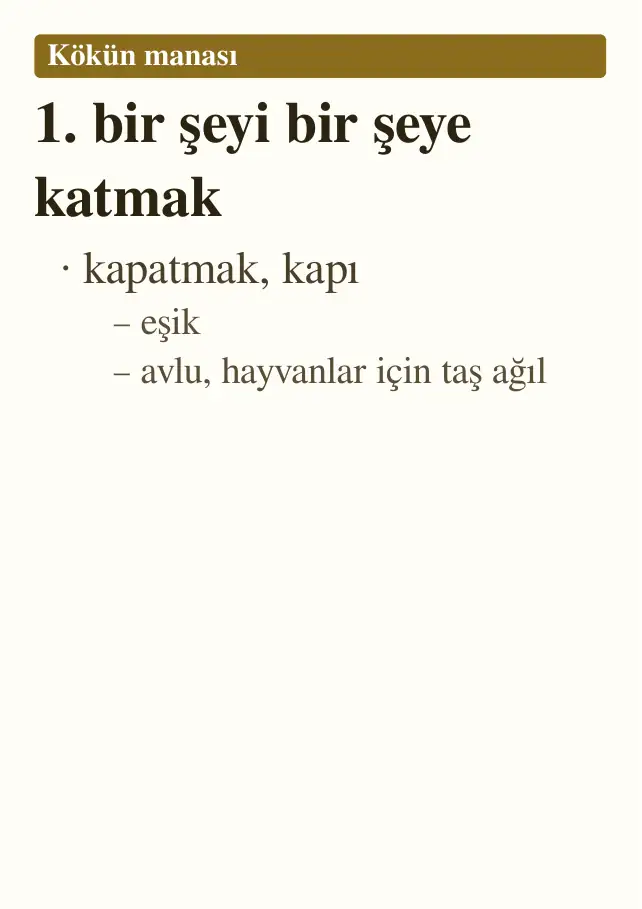 Kökün manası
1. bir şeyi bir şeye
katmak
· kapatmak, kapı
– eşik
– avlu, hayvanlar için taş ağıl